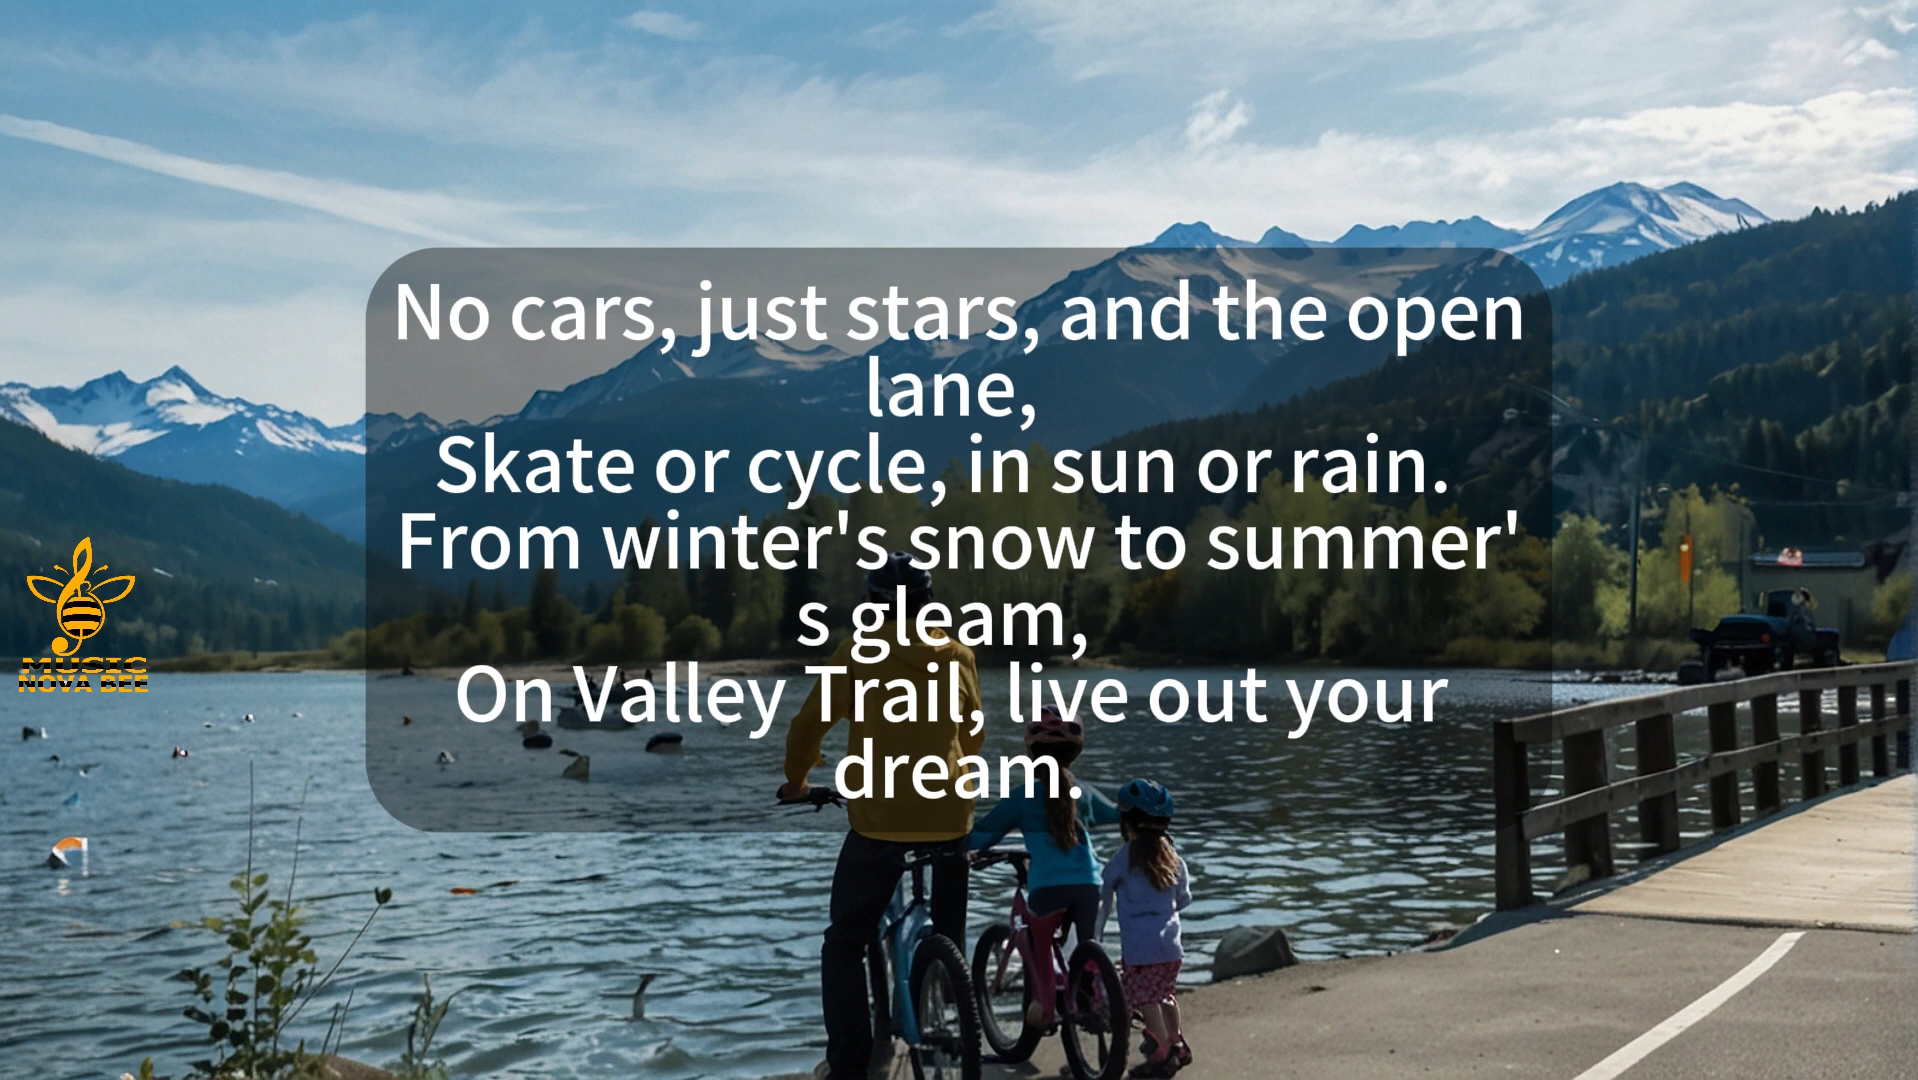 No cars, just stars, and the open
lane,
Skate or cycle, in sun or rain.
From winter's snow to summer'
s gleam,
On Valley Trail, live out your
dream.
MUSIC
NOVA BEE